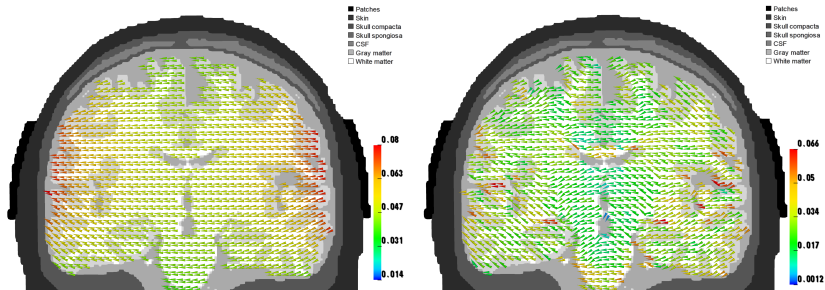 Patches
Skin
Skull compacta
Skull spongiosa
CSF
Gray matter
White matter
0.08
0.063
0.047
0.031
0.014
Patches
Skin
Skull compacta
Skull spongiosa
CSF
Gray matter
White matter
0.066
0.05
0.034
0.017
0.0012